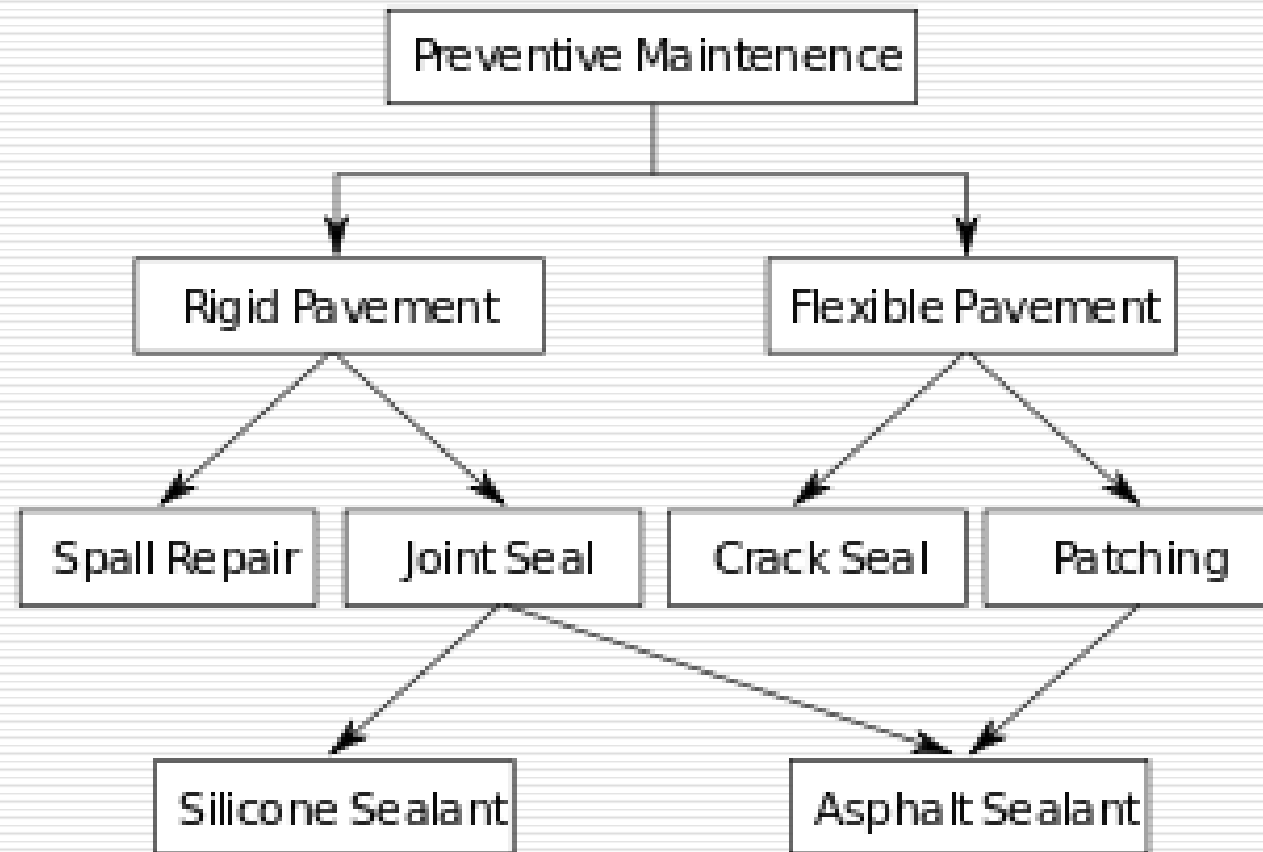 Preventive Maintenence
Rigid Pavement
Flexible Pavement
Spall Repair
Joint Seal
Crack Seal
Patching
Silicone Sealant
Asphalt Sealant